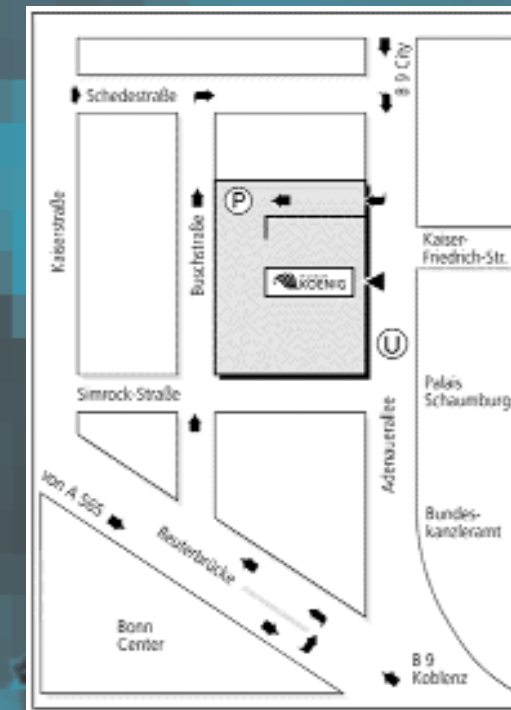 B 9 City
Schedestraße
P
Kaiserstraße
Buschstraße
Kaiser-
Friedrich-Str.
KOENIG
U
Simrock-Straße
Palais
Schaumburg
Adenauerallee
von A 565
Reuterbrücke
Bundes-
kanzleramt
Bonn
Center
B 9
Koblenz